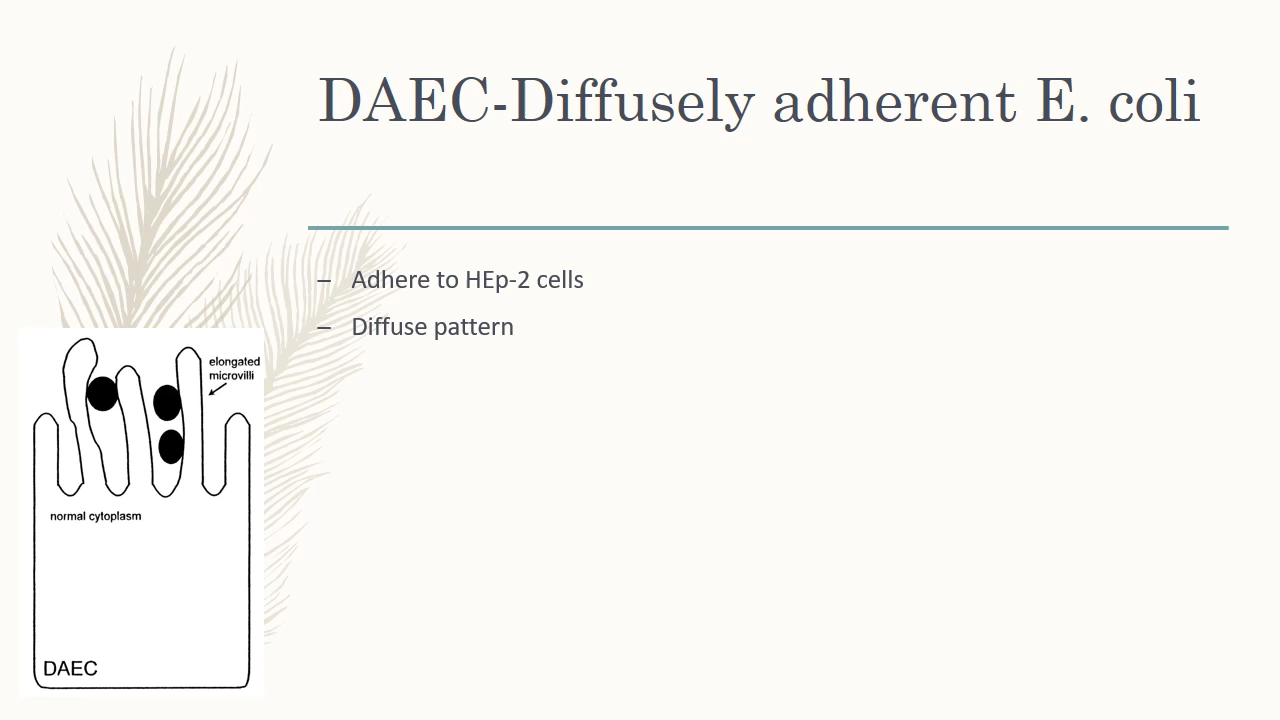 DAEC-Diffusely adherent E. coli
– Adhere to HEp-2 cells
– Diffuse pattern
elongated
microvilli
normal cytoplasm
DAEC